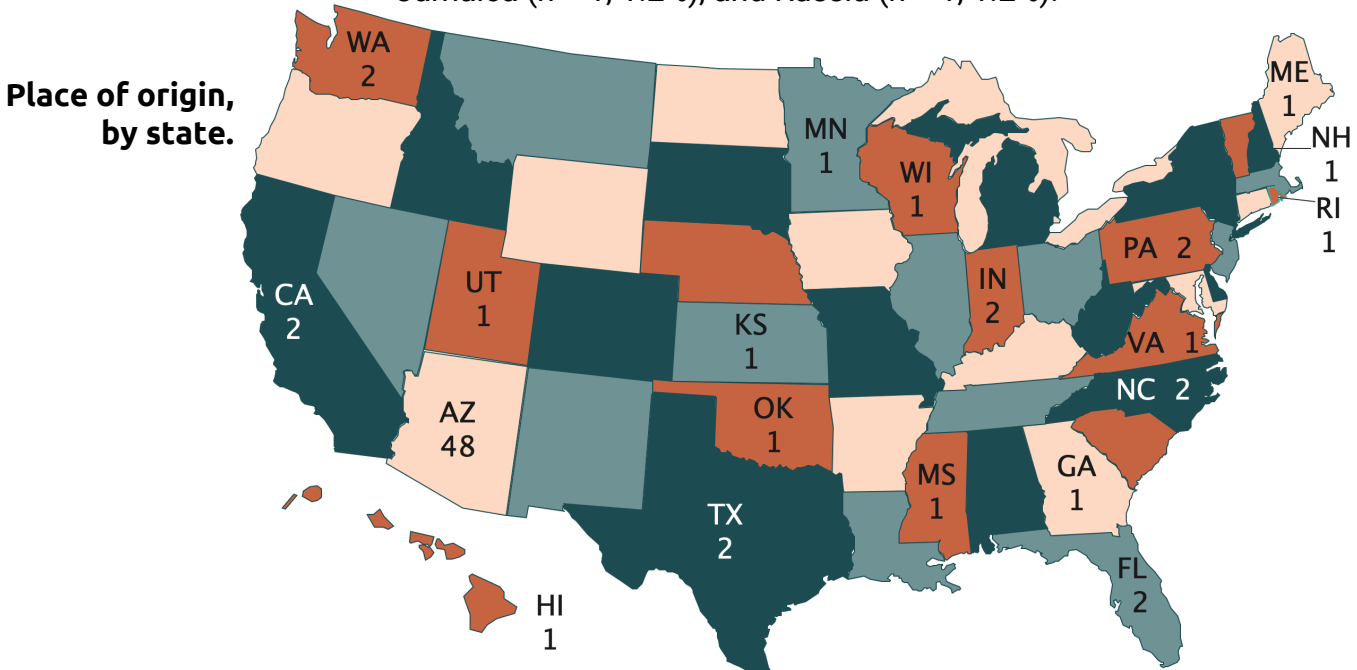 Place of origin,
by state.
WA
2
MN
1
WI
1
ME
1
NH
1
RI
1
PA 2
CA
2
UT
1
IN
2
KS
1
VA 1
NC 2
AZ
48
OK
1
MS
1
GA
1
TX
2
FL
2
HI
1